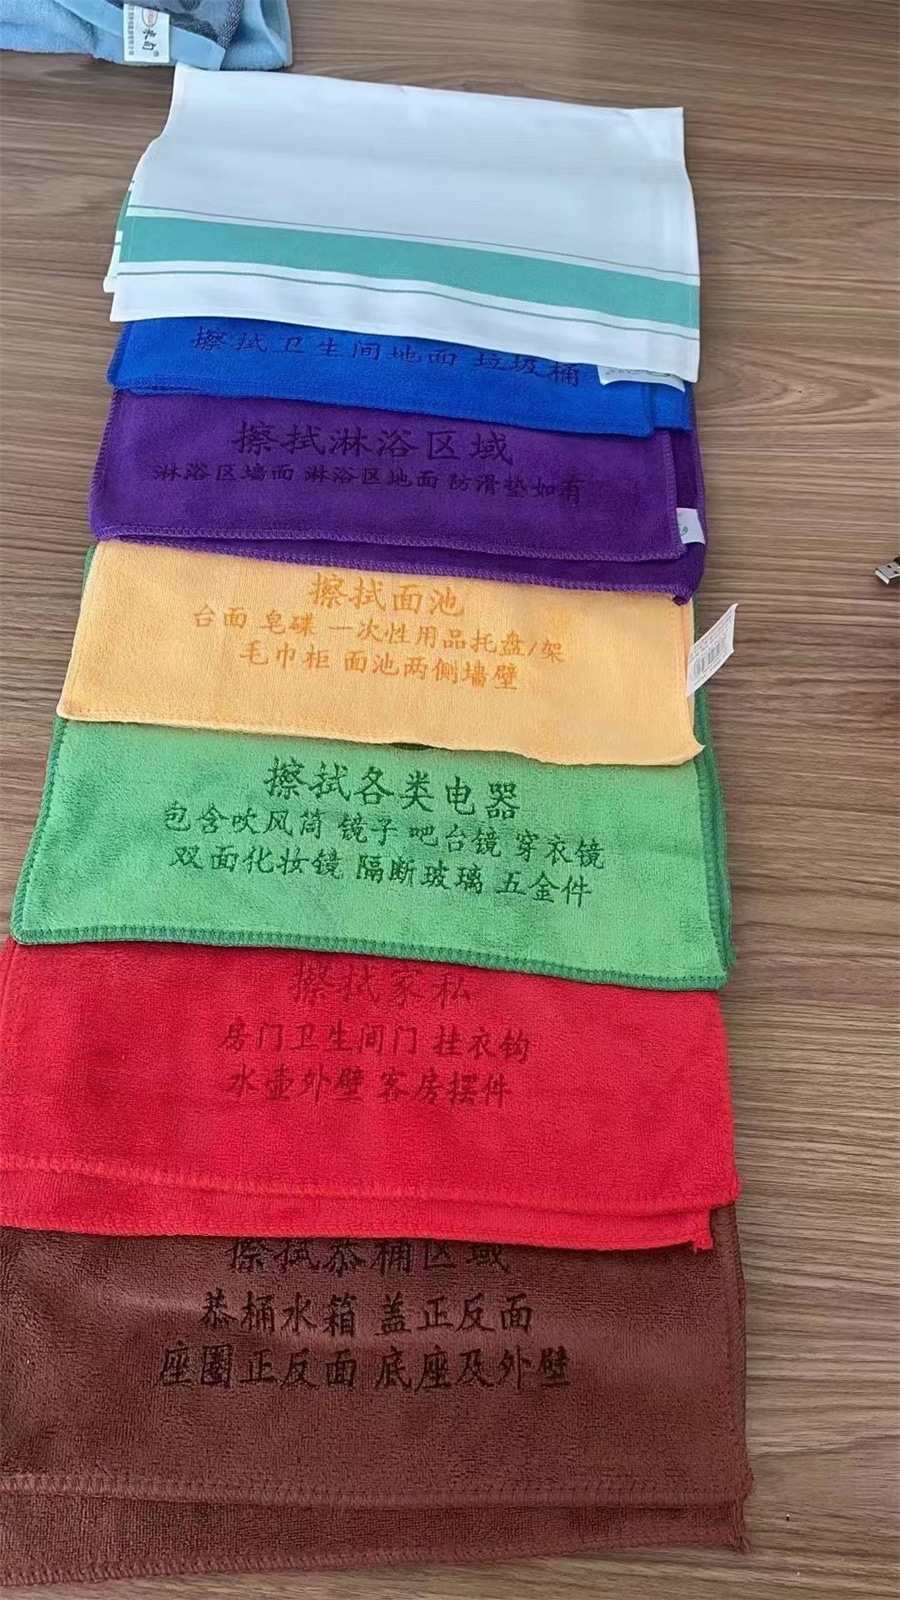 擦拭卫生间地面 垃圾桶
擦拭淋浴区域
淋浴区墙面 淋浴区地面 防滑垫如有
擦拭面池
台面 皂碟 一次性用品托盘/架
毛巾柜 面池两侧墙壁
擦拭各类电器
包含吹风筒 镜子 吧台镜 穿衣镜
双面化妆镜 隔断玻璃 五金件
擦拭家私
房门卫生间门 挂衣钩
水壶外壁 客房摆件
擦拭恭桶区域
恭桶水箱 盖正反面
座圈正反面 底座及外壁